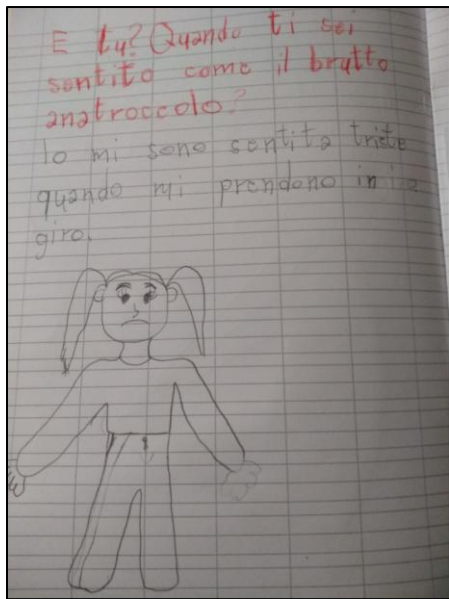 E tu? Quando ti sei
sentito come il brutto
anatroccolo?
Io mi sono sentita triste
quando mi prendono in
giro.